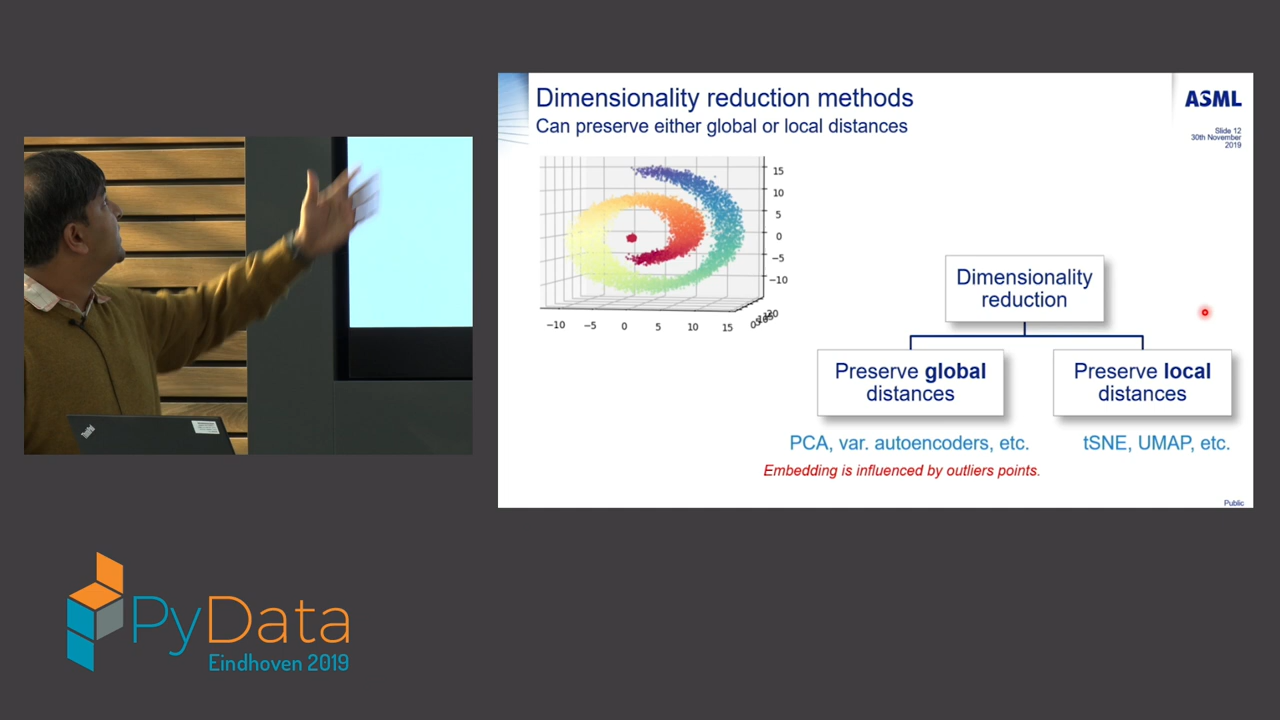 Dimensionality reduction methods
Can preserve either global or local distances
ASML
Slide 12
30th November
2019
15
10
5
0
−5
−10
−10
−5
0
5
10
15
Dimensionality
reduction
Preserve global
distances
Preserve local
distances
PCA, var. autoencoders, etc.
tSNE, UMAP, etc.
Embedding is influenced by outliers points.
Public
ThinkPad
PyData
Eindhoven 2019